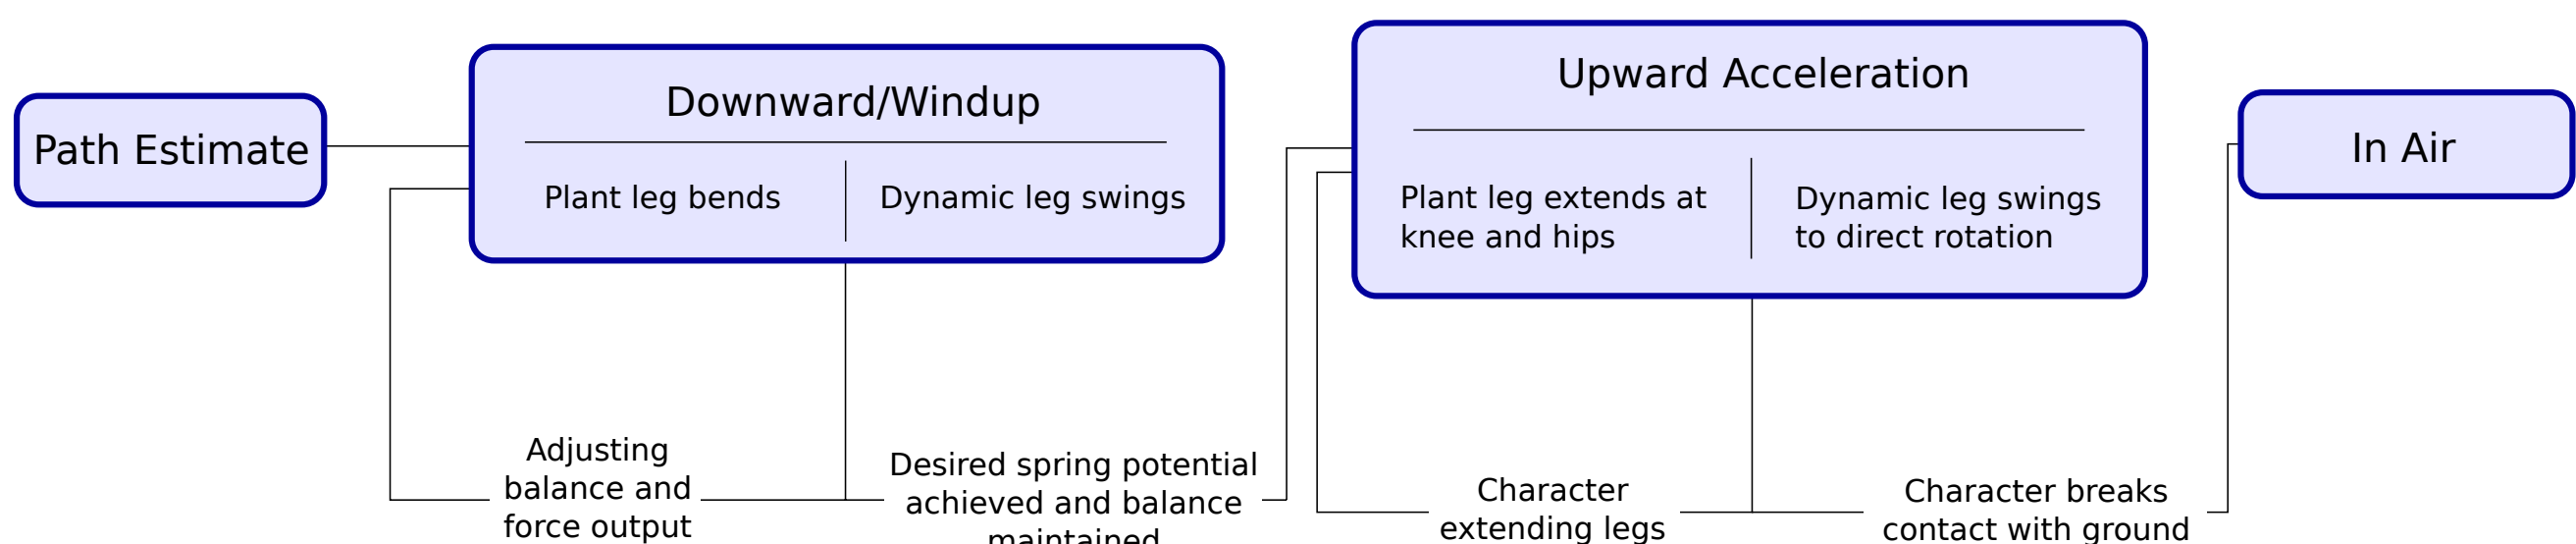 Path Estimate
Downward/Windup
Plant leg bends
Dynamic leg swings
Adjusting
balance and
force output
Desired spring potential
achieved and balance
maintained
Upward Acceleration
Plant leg extends at
knee and hips
Dynamic leg swings
to direct rotation
Character
extending legs
Character breaks
contact with ground
In Air